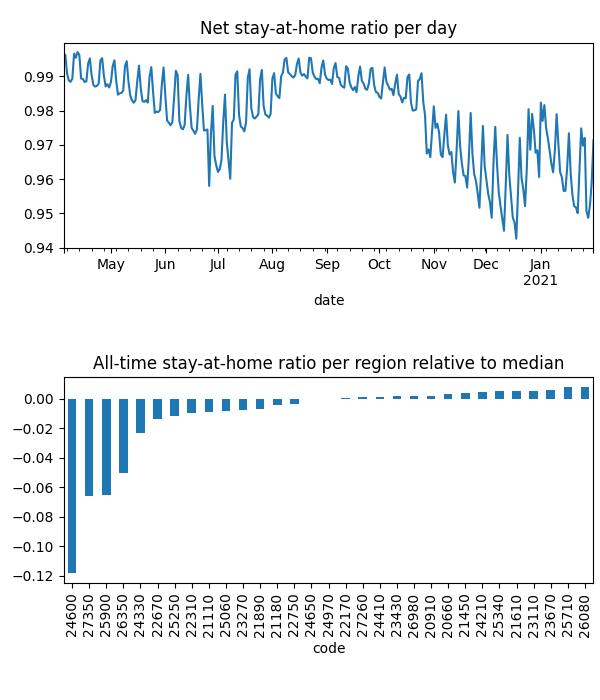 Net stay-at-home ratio per day
0.99
0.98
0.97
0.96
0.95
0.94
May Jun Jul Aug Sep Oct Nov Dec Jan
2021
date
All-time stay-at-home ratio per region relative to median
0.00
−0.02
−0.04
−0.06
−0.08
−0.10
−0.12
24600 27350 25900 26350 24330 22670 25250 22310 21110 25060 23270 21890 21180 22750 24650 24970 22170 27260 24410 23430 26980 20910 20660 21450 24210 25340 21610 23110 23670 25710 26080
code